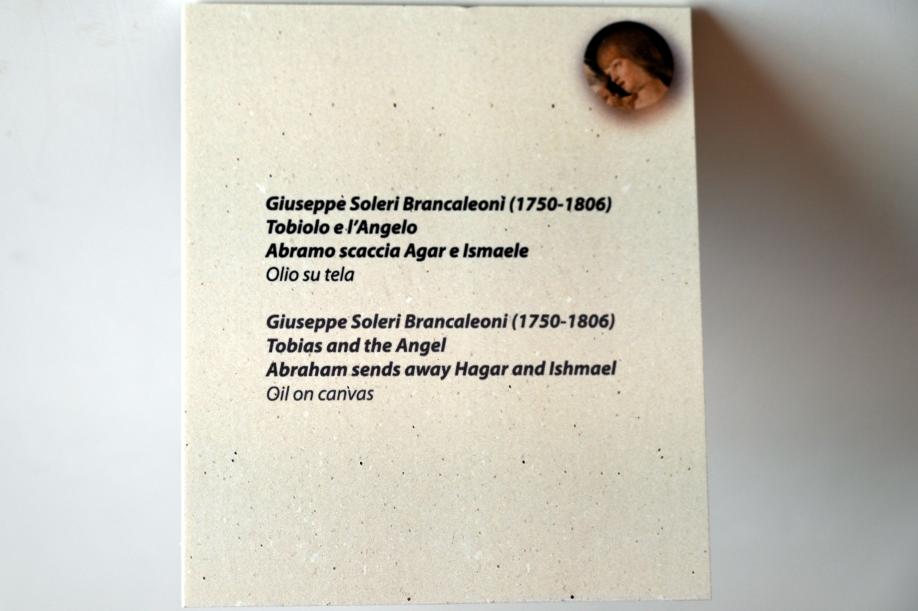 Giuseppe Soleri Brancaleoni (1750-1806)
Tobiolo e l'Angelo
Abramo scaccia Agar e Ismaele
Olio su tela
Giuseppe Soleri Brancaleoni (1750-1806)
Tobias and the Angel
Abraham sends away Hagar and Ishmael
Oil on canvas